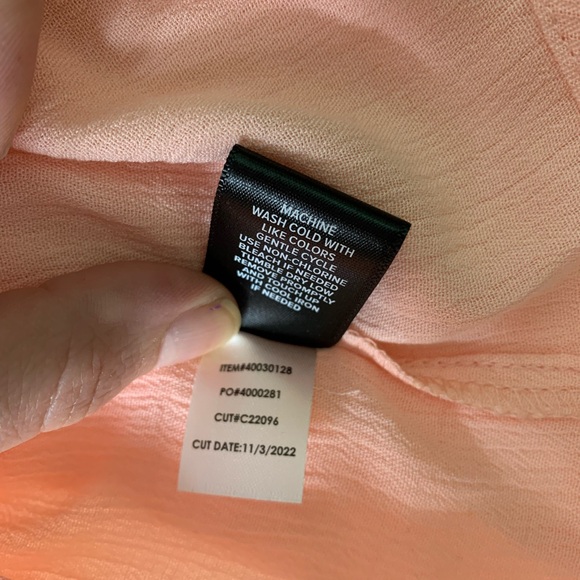 MACHINE
WASH COLD WITH
LIKE COLORS
GENTLE CYCLE
USE NON-CHLORINE
BLEACH IF NEEDED
TUMBLE DRY LOW
REMOVE PROMPTLY
AND TOUCH UP
WITH COOL IRON
IF NEEDED
ITEM#40030128
PO#4000281
CUT#C22096
CUT DATE:11/3/2022